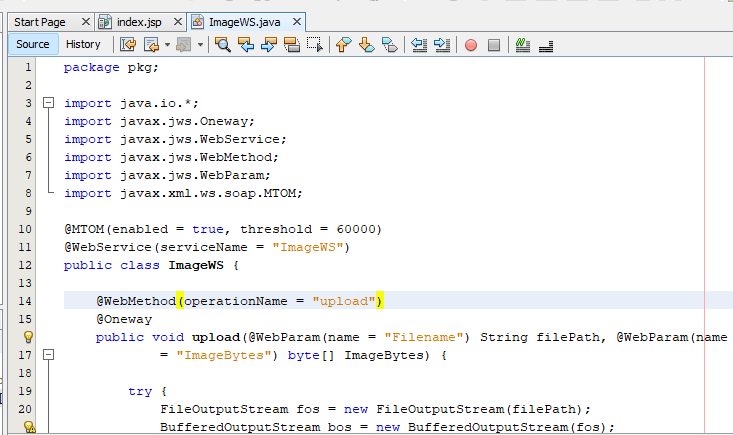 Start Page index.jsp ImageWS.java
Source History
1 package pkg;
2
3 import java.io.*;
4 import javax.jws.Oneway;
5 import javax.jws.WebService;
6 import javax.jws.WebMethod;
7 import javax.jws.WebParam;
8 import javax.xml.ws.soap.MTOM;
9
10 @MTOM(enabled = true, threshold = 60000)
11 @WebService(serviceName = "ImageWS")
12 public class ImageWS {
13
14 @WebMethod(operationName = "upload")
15 @Oneway
public void upload(@WebParam(name = "Filename") String filePath, @WebParam(name
17 = "ImageBytes") byte[] ImageBytes) {
18
19 try {
20 FileOutputStream fos = new FileOutputStream(filePath);
BufferedOutputStream bos = new BufferedOutputStream(fos);